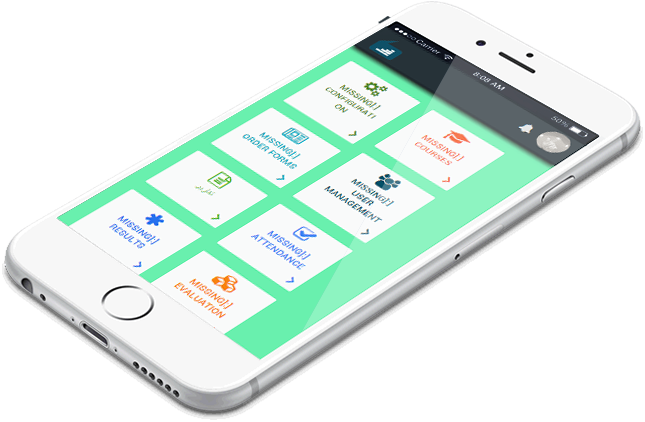 Carrier
8:08 AM
50%
MISSING[:]
CONFIGURATI
ON
MISSING[:]
COURSES
MISSING[:]
ORDER FORMS
MISSING[:]
USER
MANAGEMENT
MISSING[:]
ATTENDANCE
MISSING[:]
RESULTS
MISSING[:]
EVALUATION